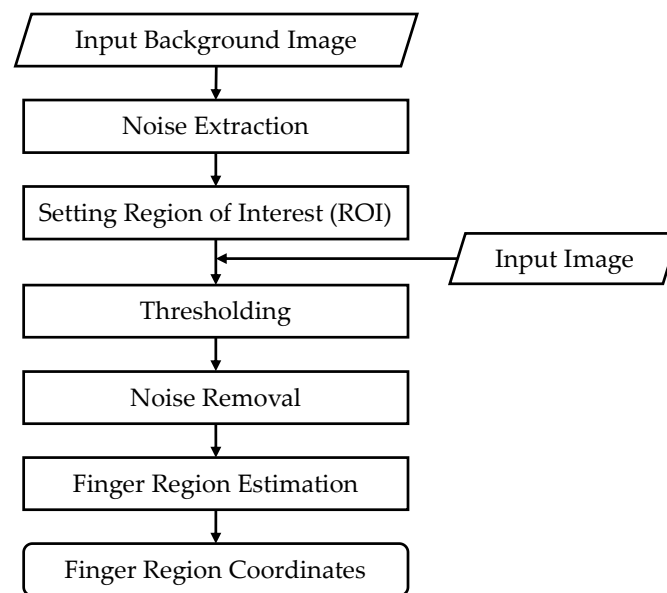 Input Background Image
Noise Extraction
Setting Region of Interest (ROI)
Input Image
Thresholding
Noise Removal
Finger Region Estimation
Finger Region Coordinates